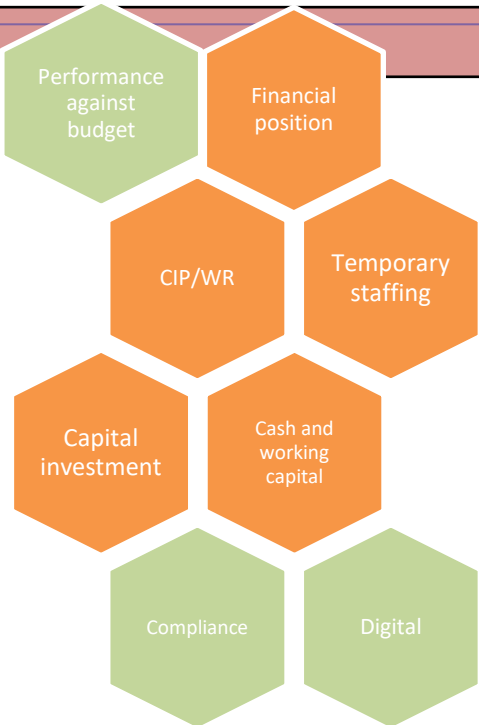 Performance
against
budget
Financial
position
CIP/WR
Temporary
staffing
Capital
investment
Cash and
working
capital
Compliance
Digital